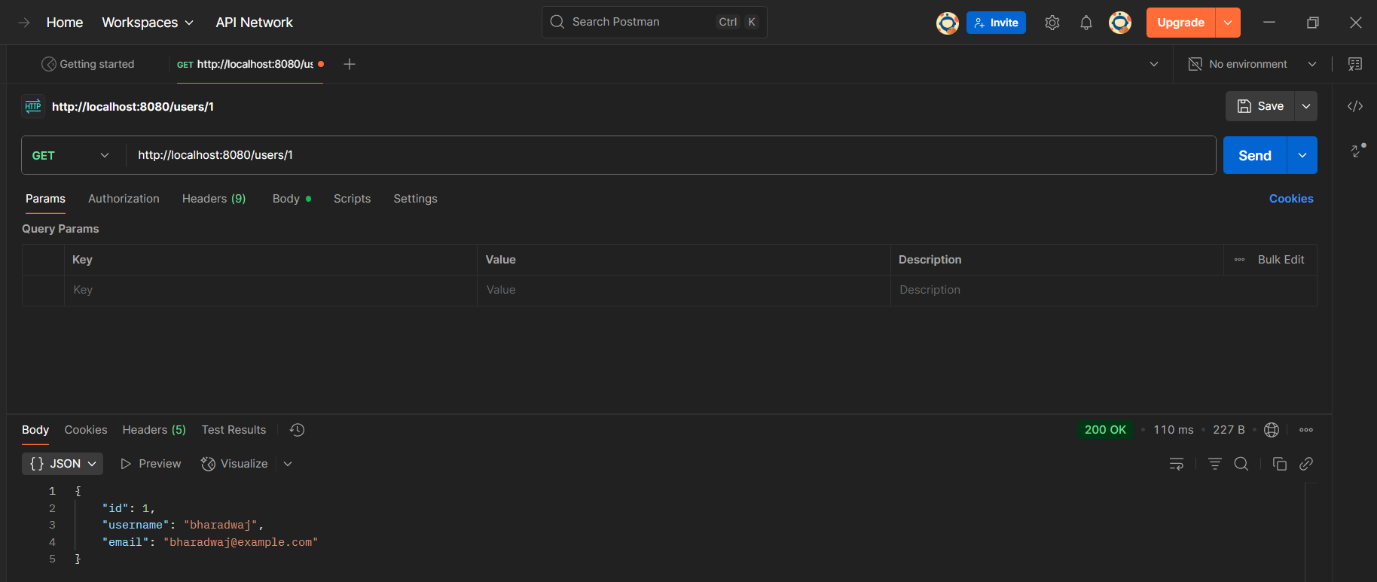 Home Workspaces API Network Search Postman Ctrl K Invite Upgrade
Getting started GET http://localhost:8080/us No environment
HTTP http://localhost:8080/users/1 Save
GET http://localhost:8080/users/1 Send
Params Authorization Headers (9) Body Scripts Settings Cookies
Query Params
Key Value Description Bulk Edit
Key Value Description
Body Cookies Headers (5) Test Results 200 OK 110 ms 227 B
{} JSON Preview Visualize
1 {
2 "id": 1,
3 "username": "bharadwaj",
4 "email": "bharadwaj@example.com"
5 }